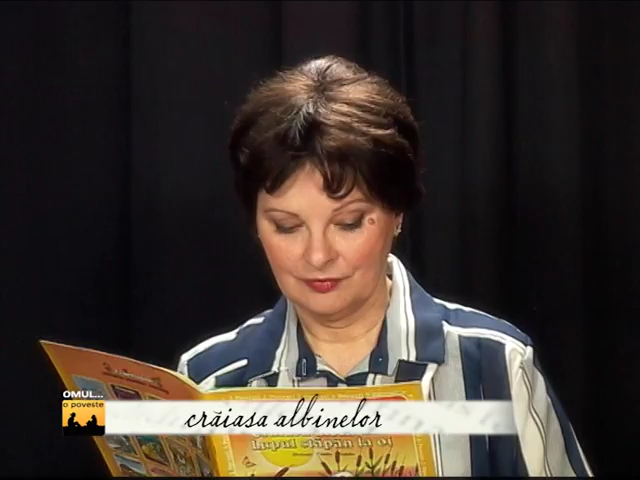 OMUL...
o poveste
crăiasa albinelor
Lupul stăpân la oi